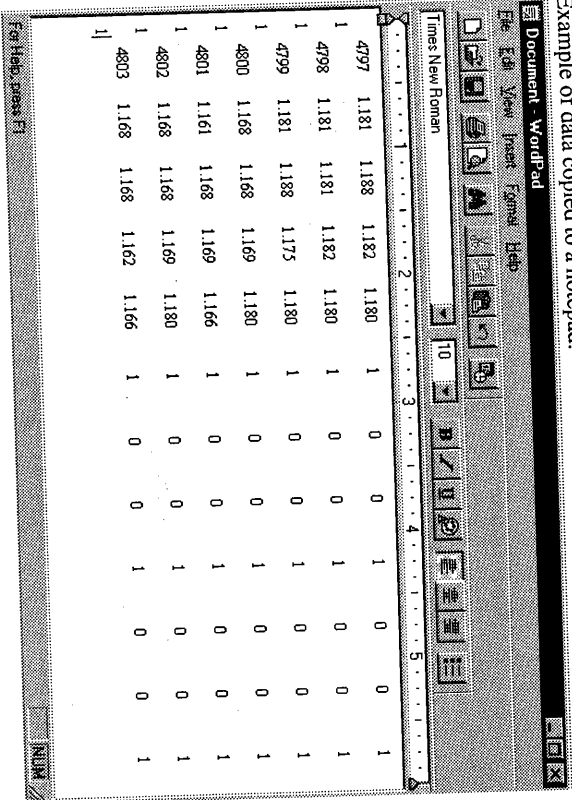 Example of data copied to a notepad.
Document - WordPad
File Edit View Insert Format Help
Times New Roman 10 B / U
1 2 3 4 5
4797 1.181 1.188 1.182 1.180 1 0 0 1 0 0 1
1
4798 1.181 1.181 1.182 1.180 1 0 0 1 0 0 1
1
4799 1.181 1.188 1.175 1.180 1 0 0 1 0 0 1
1
4800 1.168 1.168 1.169 1.180 1 0 0 1 0 0 1
1
4801 1.161 1.168 1.169 1.166 1 0 0 1 0 0 1
1
4802 1.168 1.168 1.169 1.180 1 0 0 1 0 0 1
1
4803 1.168 1.168 1.162 1.166 1 0 0 1 0 0 1
1
For Help, press F1 NUM